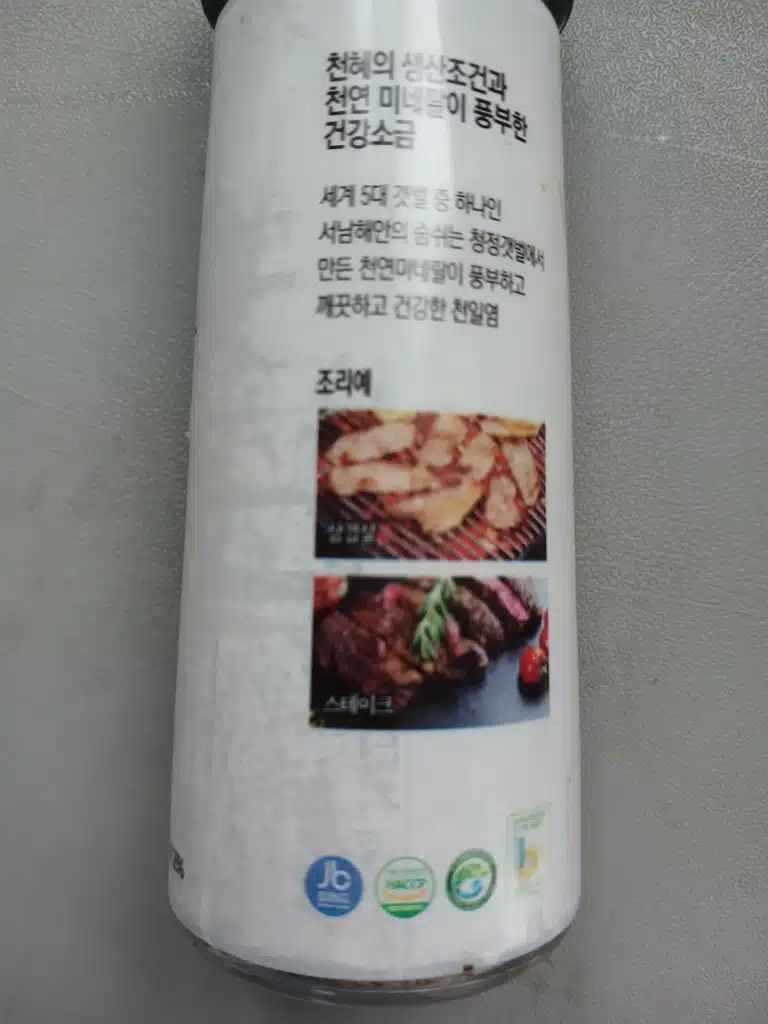 천혜의 생산조건과
천연 미네랄이 풍부한
건강소금
세계 5대 갯벌 중 하나인
서남해안의 숨쉬는 청정갯벌에서
만든 천연미네랄이 풍부하고
깨끗하고 건강한 천일염
조리예
삼겹살
스테이크
Jb
HACCP